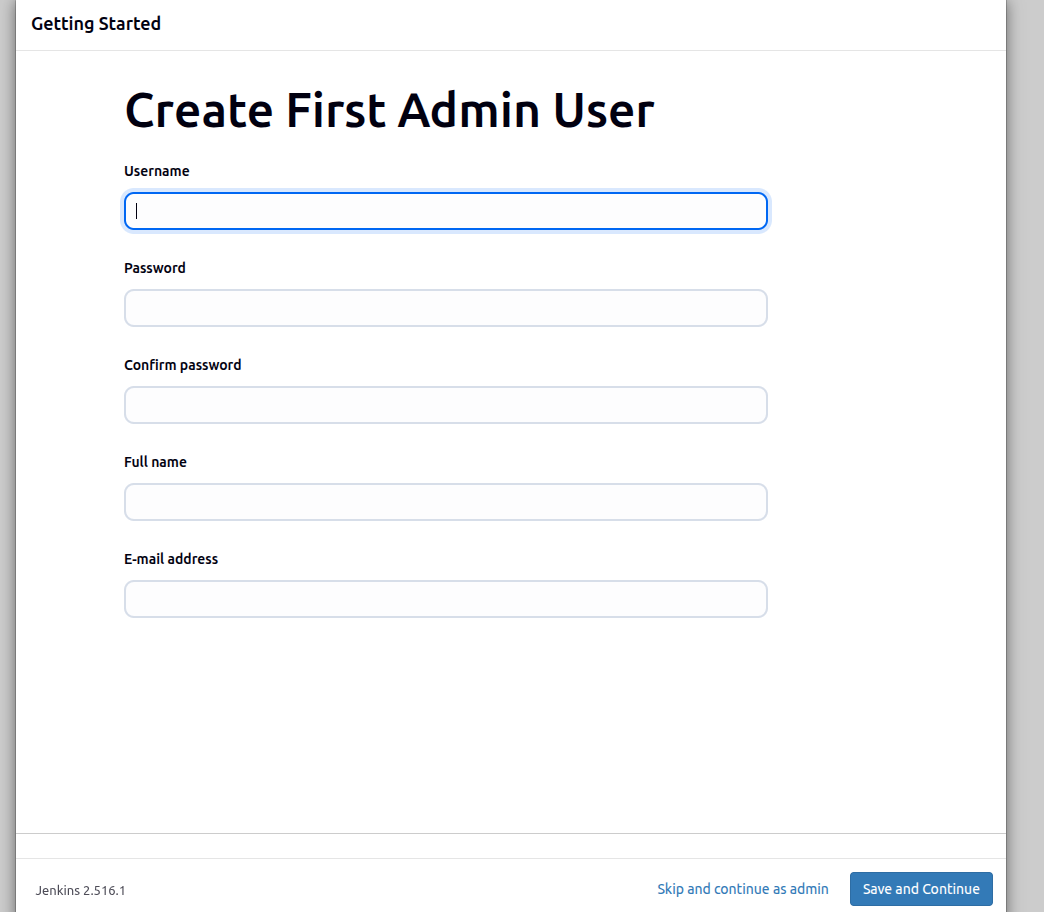 Getting Started
Create First Admin User
Username
Password
Confirm password
Full name
E-mail address
Jenkins 2.516.1
Skip and continue as admin
Save and Continue